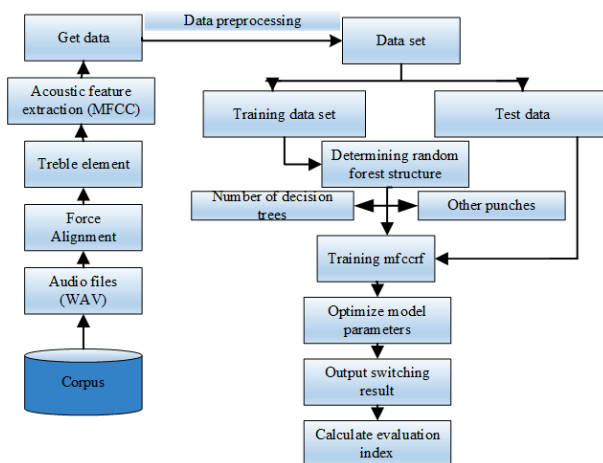 Data preprocessing
Get data
Data set
Acoustic feature
extraction (MFCC)
Training data set
Test data
Treble element
Determining random
forest structure
Number of decision
trees
Other punches
Force
Alignment
Training mfccrf
Audio files
(WAV)
Optimize model
parameters
Corpus
Output switching
result
Calculate evaluation
index